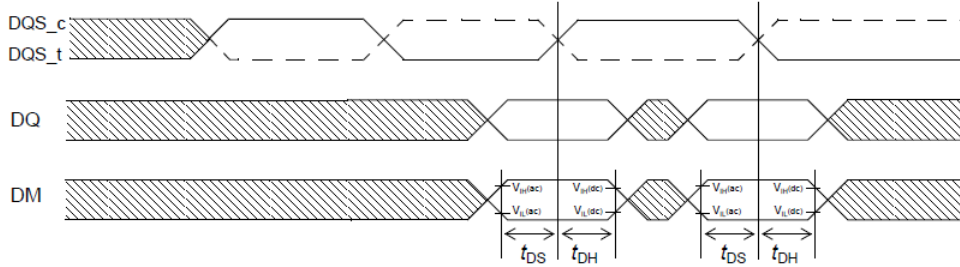 DQS_c
DQS_t
DQ
DM
VIH(ac) VIH(dc) VIH(ac) VIH(dc)
VIL(ac) VIL(dc) VIL(ac) VIL(dc)
tDS tDH tDS tDH